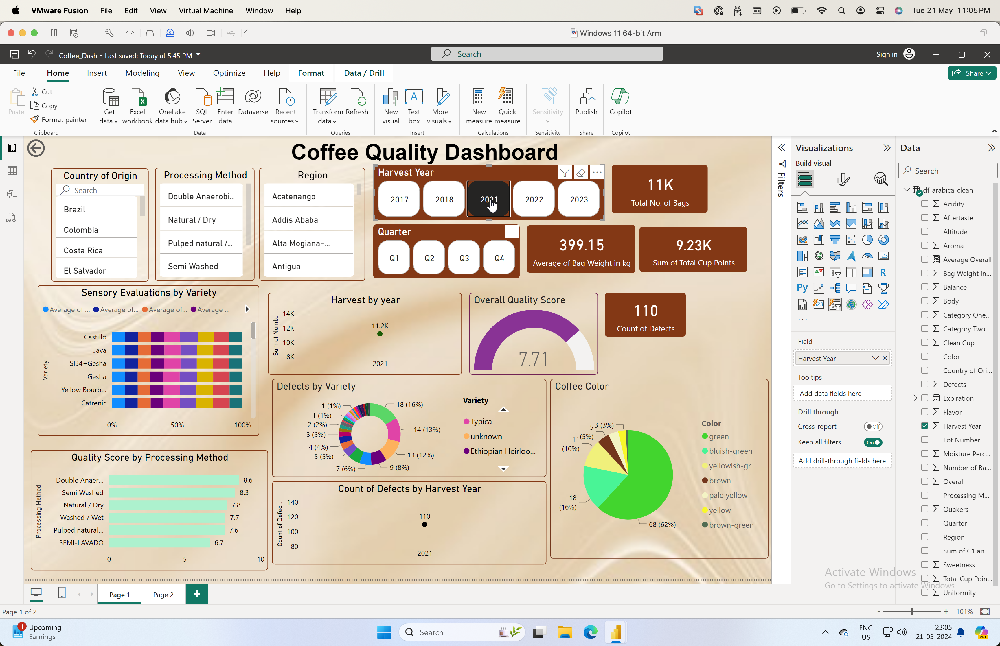 VMware Fusion File Edit View Virtual Machine Window Help Tue 21 May 11:05 PM
Windows 11 64-bit Arm
Coffee_Dash • Last saved: Today at 5:45 PM
Search
Sign in
File Home Insert Modeling View Optimize Help Format Data / Drill
Share
Paste
Cut
Copy
Format painter
Clipboard
Get data
Excel workbook
OneLake data hub
SQL Server
Enter data
Dataverse
Recent sources
Data
Transform data
Refresh
Queries
New visual
Text box
More visuals
Insert
New measure
Quick measure
Calculations
Sensitivity
Sensitivity
Publish
Share
Copilot
Copilot
Coffee Quality Dashboard
Country of Origin
Search
Brazil
Colombia
Costa Rica
El Salvador
Processing Method
Double Anaerobi...
Natural / Dry
Pulped natural /...
Semi Washed
Region
Acatenango
Addis Ababa
Alta Mogiana-...
Antigua
Harvest Year
2017 2018 2021 2022 2023
11K
Total No. of Bags
Quarter
Q1 Q2 Q3 Q4
399.15
Average of Bag Weight in kg
9.23K
Sum of Total Cup Points
Sensory Evaluations by Variety
Average of ... Average of... Average of... Average ...
Variety
Castillo
Java
Sl34+Gesha
Gesha
Yellow Bourb...
Catrenic
0% 50% 100%
Harvest by year
Sum of Numb...
14K
12K
10K
8K
11.2K
2021
Overall Quality Score
7.71
110
Count of Defects
Quality Score by Processing Method
Processing Method
Double Anaer... 8.6
Semi Washed 8.3
Natural / Dry 7.8
Washed / Wet 7.7
Pulped natural... 7.6
SEMI-LAVADO 6.7
0 5 10
Defects by Variety
18 (16%)
14 (13%)
13 (12%)
9 (8%)
7 (6%)
5 (5%)
4 (4%)
3 (3%)
2 (2%)
1 (1%)
1 (1%)
Variety
Typica
unknown
Ethiopian Heirloo...
Count of Defects by Harvest Year
Count of Defec...
140
120
100
80
110
2021
Coffee Color
3 (3%)
5 (5%)
11 (10%)
18 (16%)
68 (62%)
Color
green
bluish-green
yellowish-gr...
brown
pale yellow
yellow
brown-green
Filters
Visualizations
Build visual
123
R
Py
123
...
Field
Harvest Year
Tooltips
Add data fields here
Drill through
Cross-report Off
Keep all filters On
Add drill-through fields here
Data
Search
df_arabica_clean
Acidity
Aftertaste
Altitude
Aroma
Average Overall
Bag Weight in...
Balance
Body
Category One...
Category Two ...
Clean Cup
Color
Country of Ori...
Defects
Expiration
Flavor
Harvest Year
Lot Number
Moisture Perc...
Number of Ba...
Overall
Processing M...
Quakers
Quarter
Region
Sum of C1 an...
Sweetness
Total Cup Poin...
Uniformity
Activate Windows
Go to Settings to activate Windows.
DAX
Page 1 Page 2 +
Page 1 of 2
- + 101%
1
Upcoming
Earnings
Search
ENG
US
23:05
21-05-2024
PRE